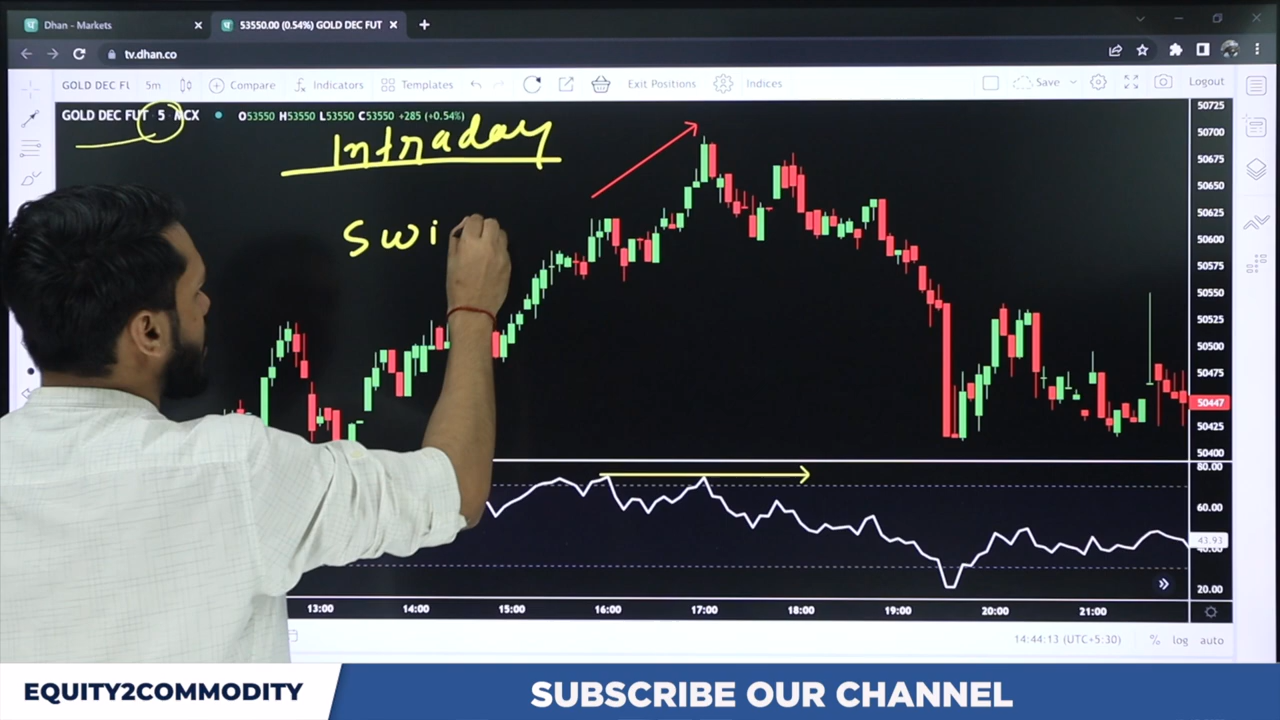 Dhan - Markets
53550.00 (0.54%) GOLD DEC FUT
tv.dhan.co
GOLD DEC FU 5m Compare Indicators Templates Exit Positions Indices Save Logout
GOLD DEC FUT 5 MCX O53550 H53550 L53550 C53550 +285 (+0.54%)
Intraday
Swi
50725
50700
50675
50650
50625
50600
50575
50550
50525
50500
50475
50447
50425
50400
80.00
60.00
43.93
40.00
20.00
13:00 14:00 15:00 16:00 17:00 18:00 19:00 20:00 21:00
14:44:13 (UTC+5:30) % log auto
EQUITY2COMMODITY
SUBSCRIBE OUR CHANNEL